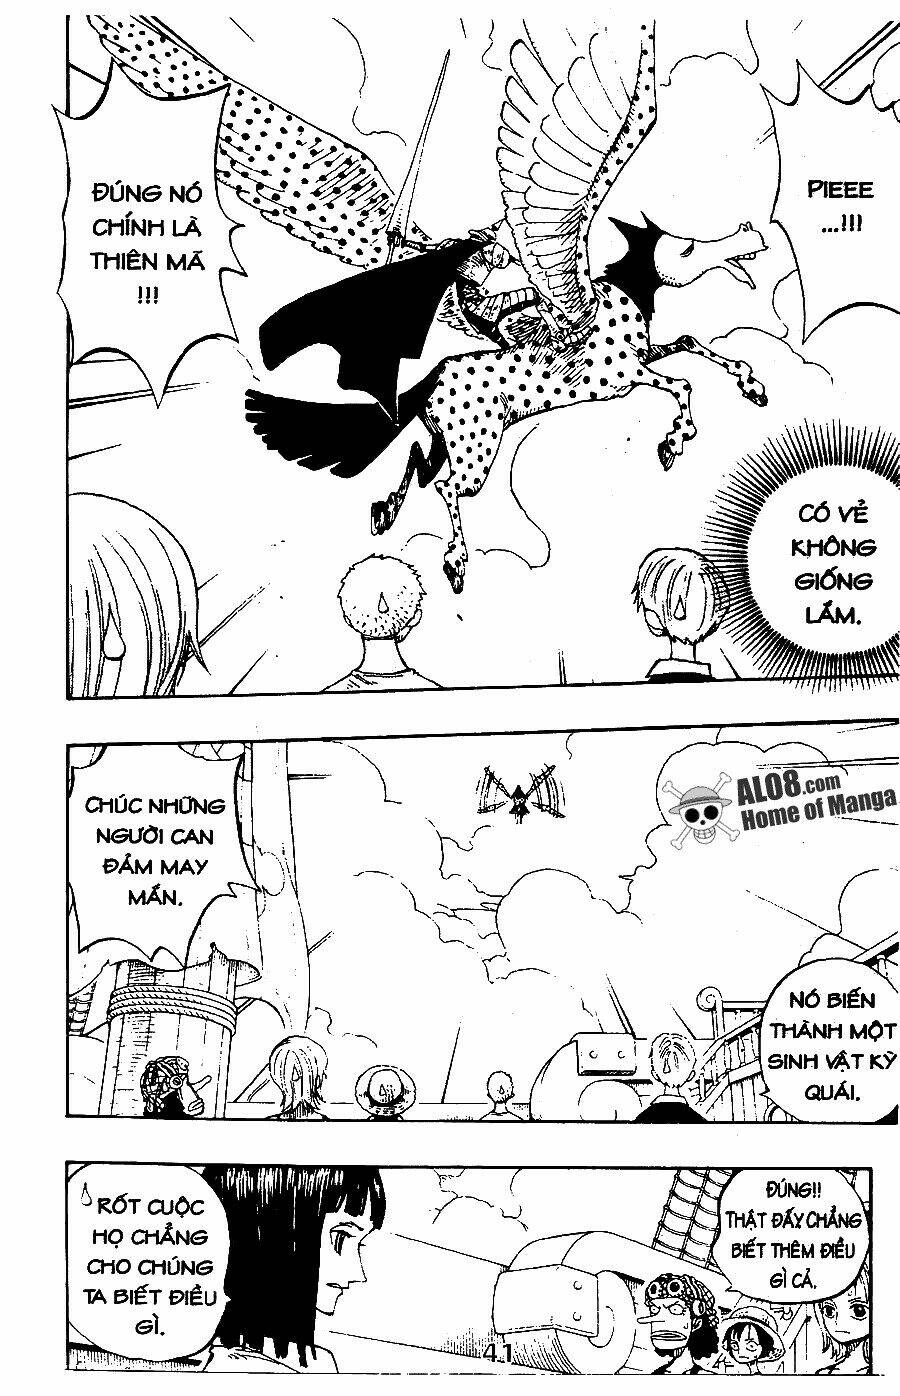 PIEEE
...!!!
ĐÚNG NÓ
CHÍNH LÀ
THIÊN MÃ
!!!
CÓ VẺ
KHÔNG
GIỐNG
LẮM.
CHÚC NHỮNG
NGƯỜI CAN
ĐẢM MAY
MẮN.
ALO8.com
Home of Manga
NÓ BIẾN
THÀNH MỘT
SINH VẬT KỲ
QUÁI.
ĐÚNG!!
THẬT ĐẤY CHẲNG
BIẾT THÊM ĐIỀU
GÌ CẢ.
RỐT CUỘC
HỌ CHẲNG
CHO CHÚNG
TA BIẾT ĐIỀU
GÌ.
41